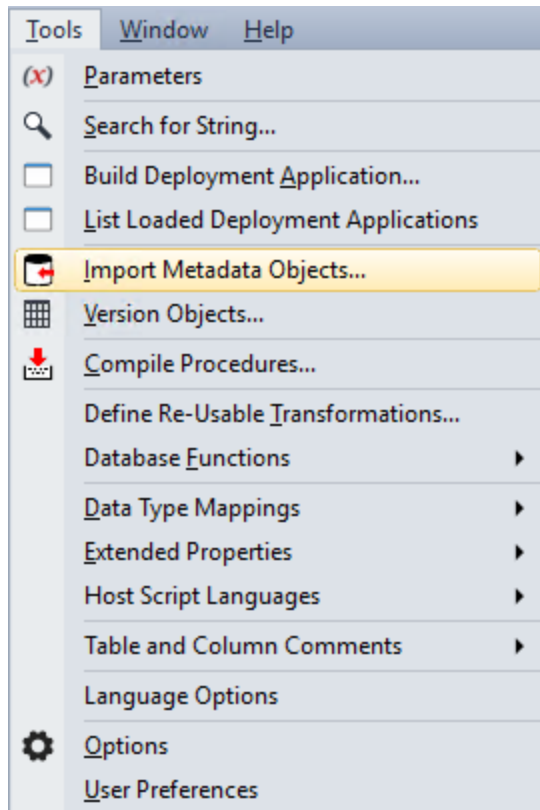 Tools Window Help
(x) Parameters
Search for String...
Build Deployment Application...
List Loaded Deployment Applications
Import Metadata Objects...
Version Objects...
Compile Procedures...
Define Re-Usable Transformations...
Database Functions
Data Type Mappings
Extended Properties
Host Script Languages
Table and Column Comments
Language Options
Options
User Preferences